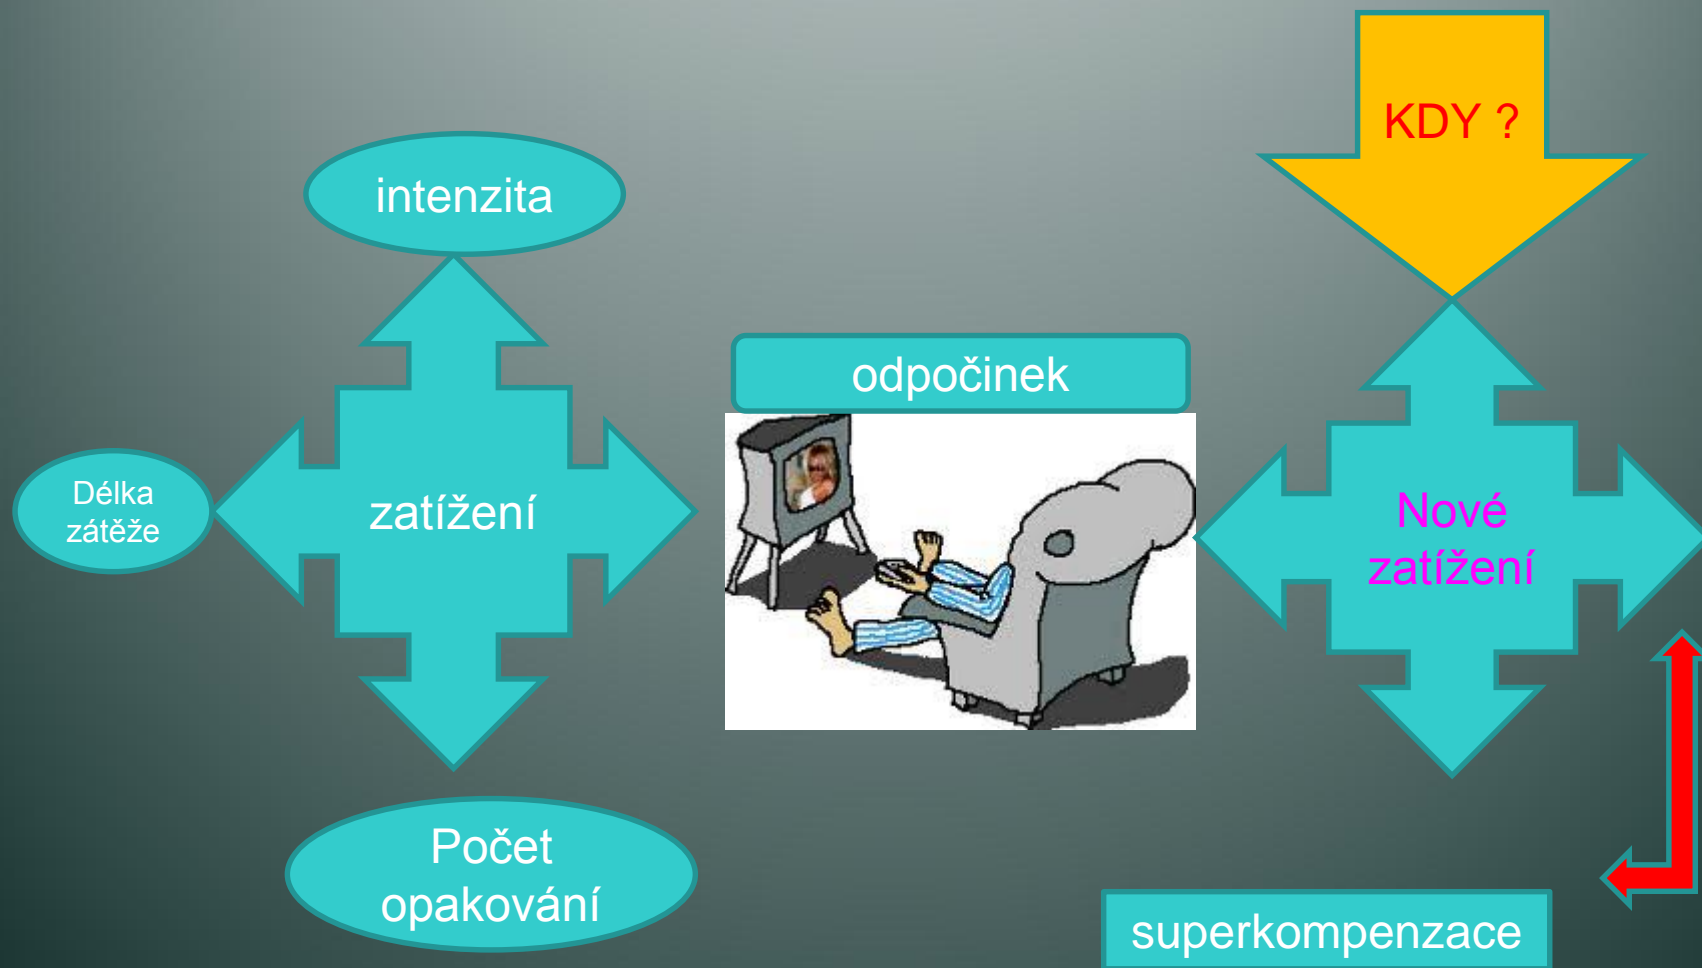 intenzita
Délka
zátěže
zatížení
Počet
opakování
odpočinek
KDY ?
Nové
zatížení
superkompenzace